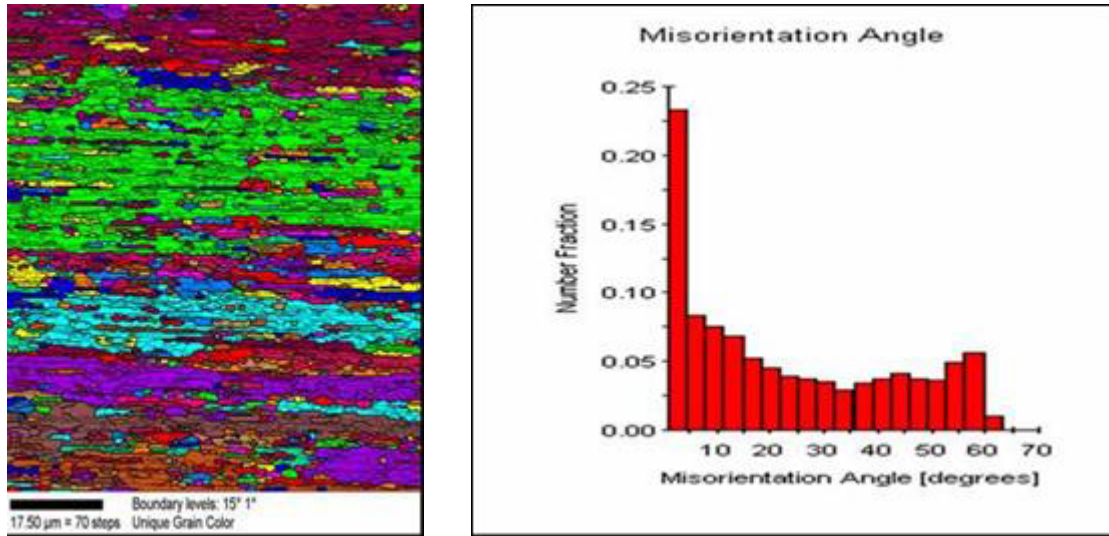 Boundary levels: 15° 1°
17.50 µm = 70 steps Unique Grain Color
Misorientation Angle
Number Fraction
0.25
0.20
0.15
0.10
0.05
0.00
10 20 30 40 50 60 70
Misorientation Angle [degrees]